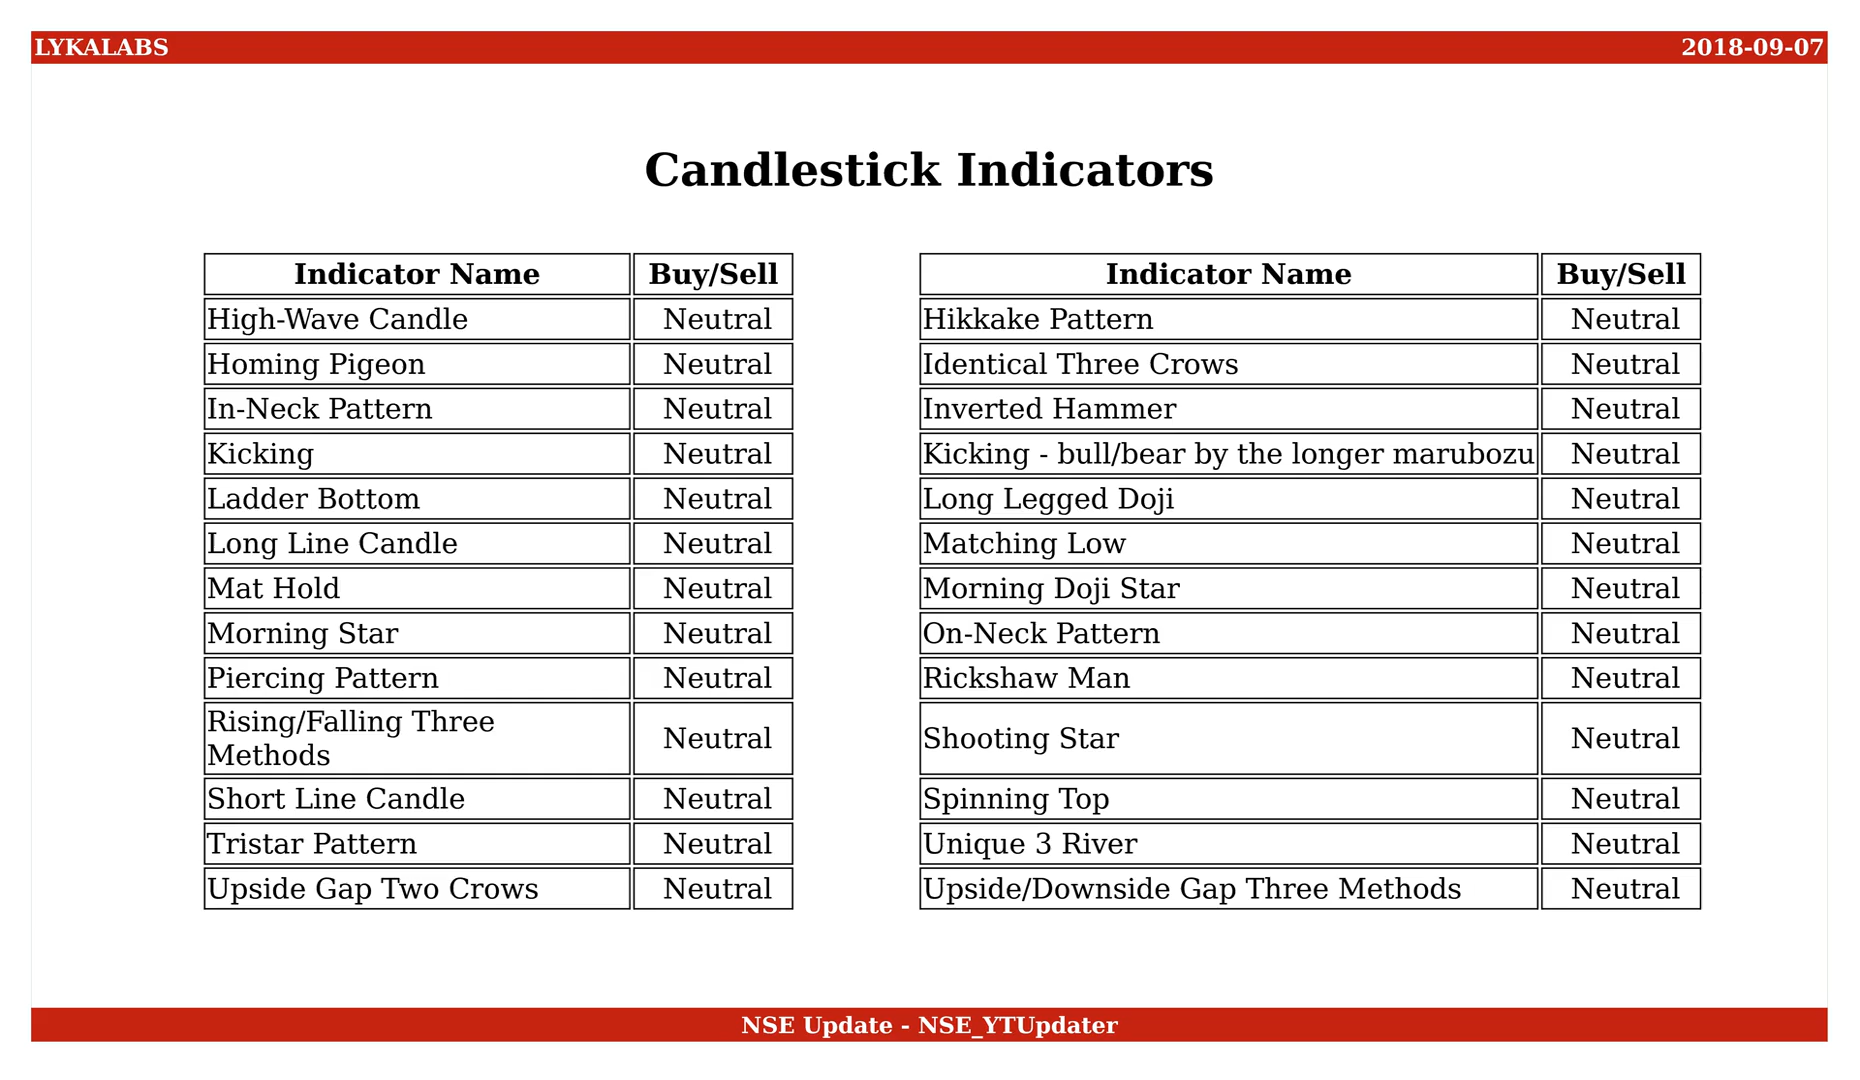 LYKALABS 2018-09-07
Candlestick Indicators
Indicator Name Buy/Sell Indicator Name Buy/Sell
High-Wave Candle Neutral Hikkake Pattern Neutral
Homing Pigeon Neutral Identical Three Crows Neutral
In-Neck Pattern Neutral Inverted Hammer Neutral
Kicking Neutral Kicking - bull/bear by the longer marubozu Neutral
Ladder Bottom Neutral Long Legged Doji Neutral
Long Line Candle Neutral Matching Low Neutral
Mat Hold Neutral Morning Doji Star Neutral
Morning Star Neutral On-Neck Pattern Neutral
Piercing Pattern Neutral Rickshaw Man Neutral
Rising/Falling Three
Methods Neutral Shooting Star Neutral
Short Line Candle Neutral Spinning Top Neutral
Tristar Pattern Neutral Unique 3 River Neutral
Upside Gap Two Crows Neutral Upside/Downside Gap Three Methods Neutral
NSE Update - NSE_YTUpdater